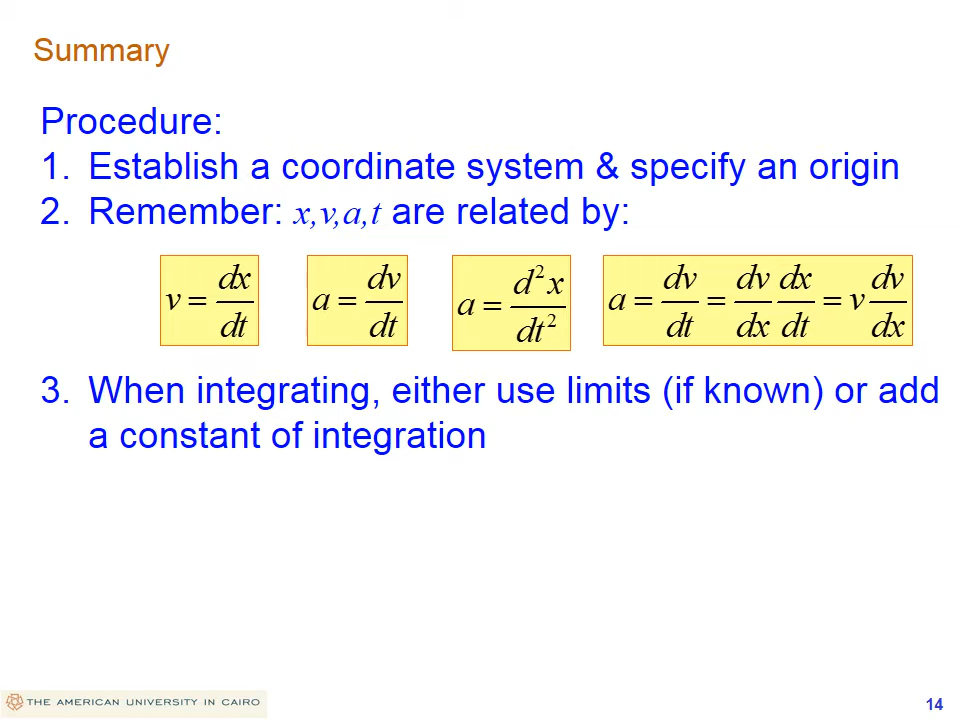 Summary
Procedure:
1. Establish a coordinate system & specify an origin
2. Remember: x,v,a,t are related by:
v = dx/dt   a = dv/dt   a = d²x/dt²   a = dv/dt = dv/dx dx/dt = v dv/dx
3. When integrating, either use limits (if known) or add
a constant of integration
THE AMERICAN UNIVERSITY IN CAIRO
14